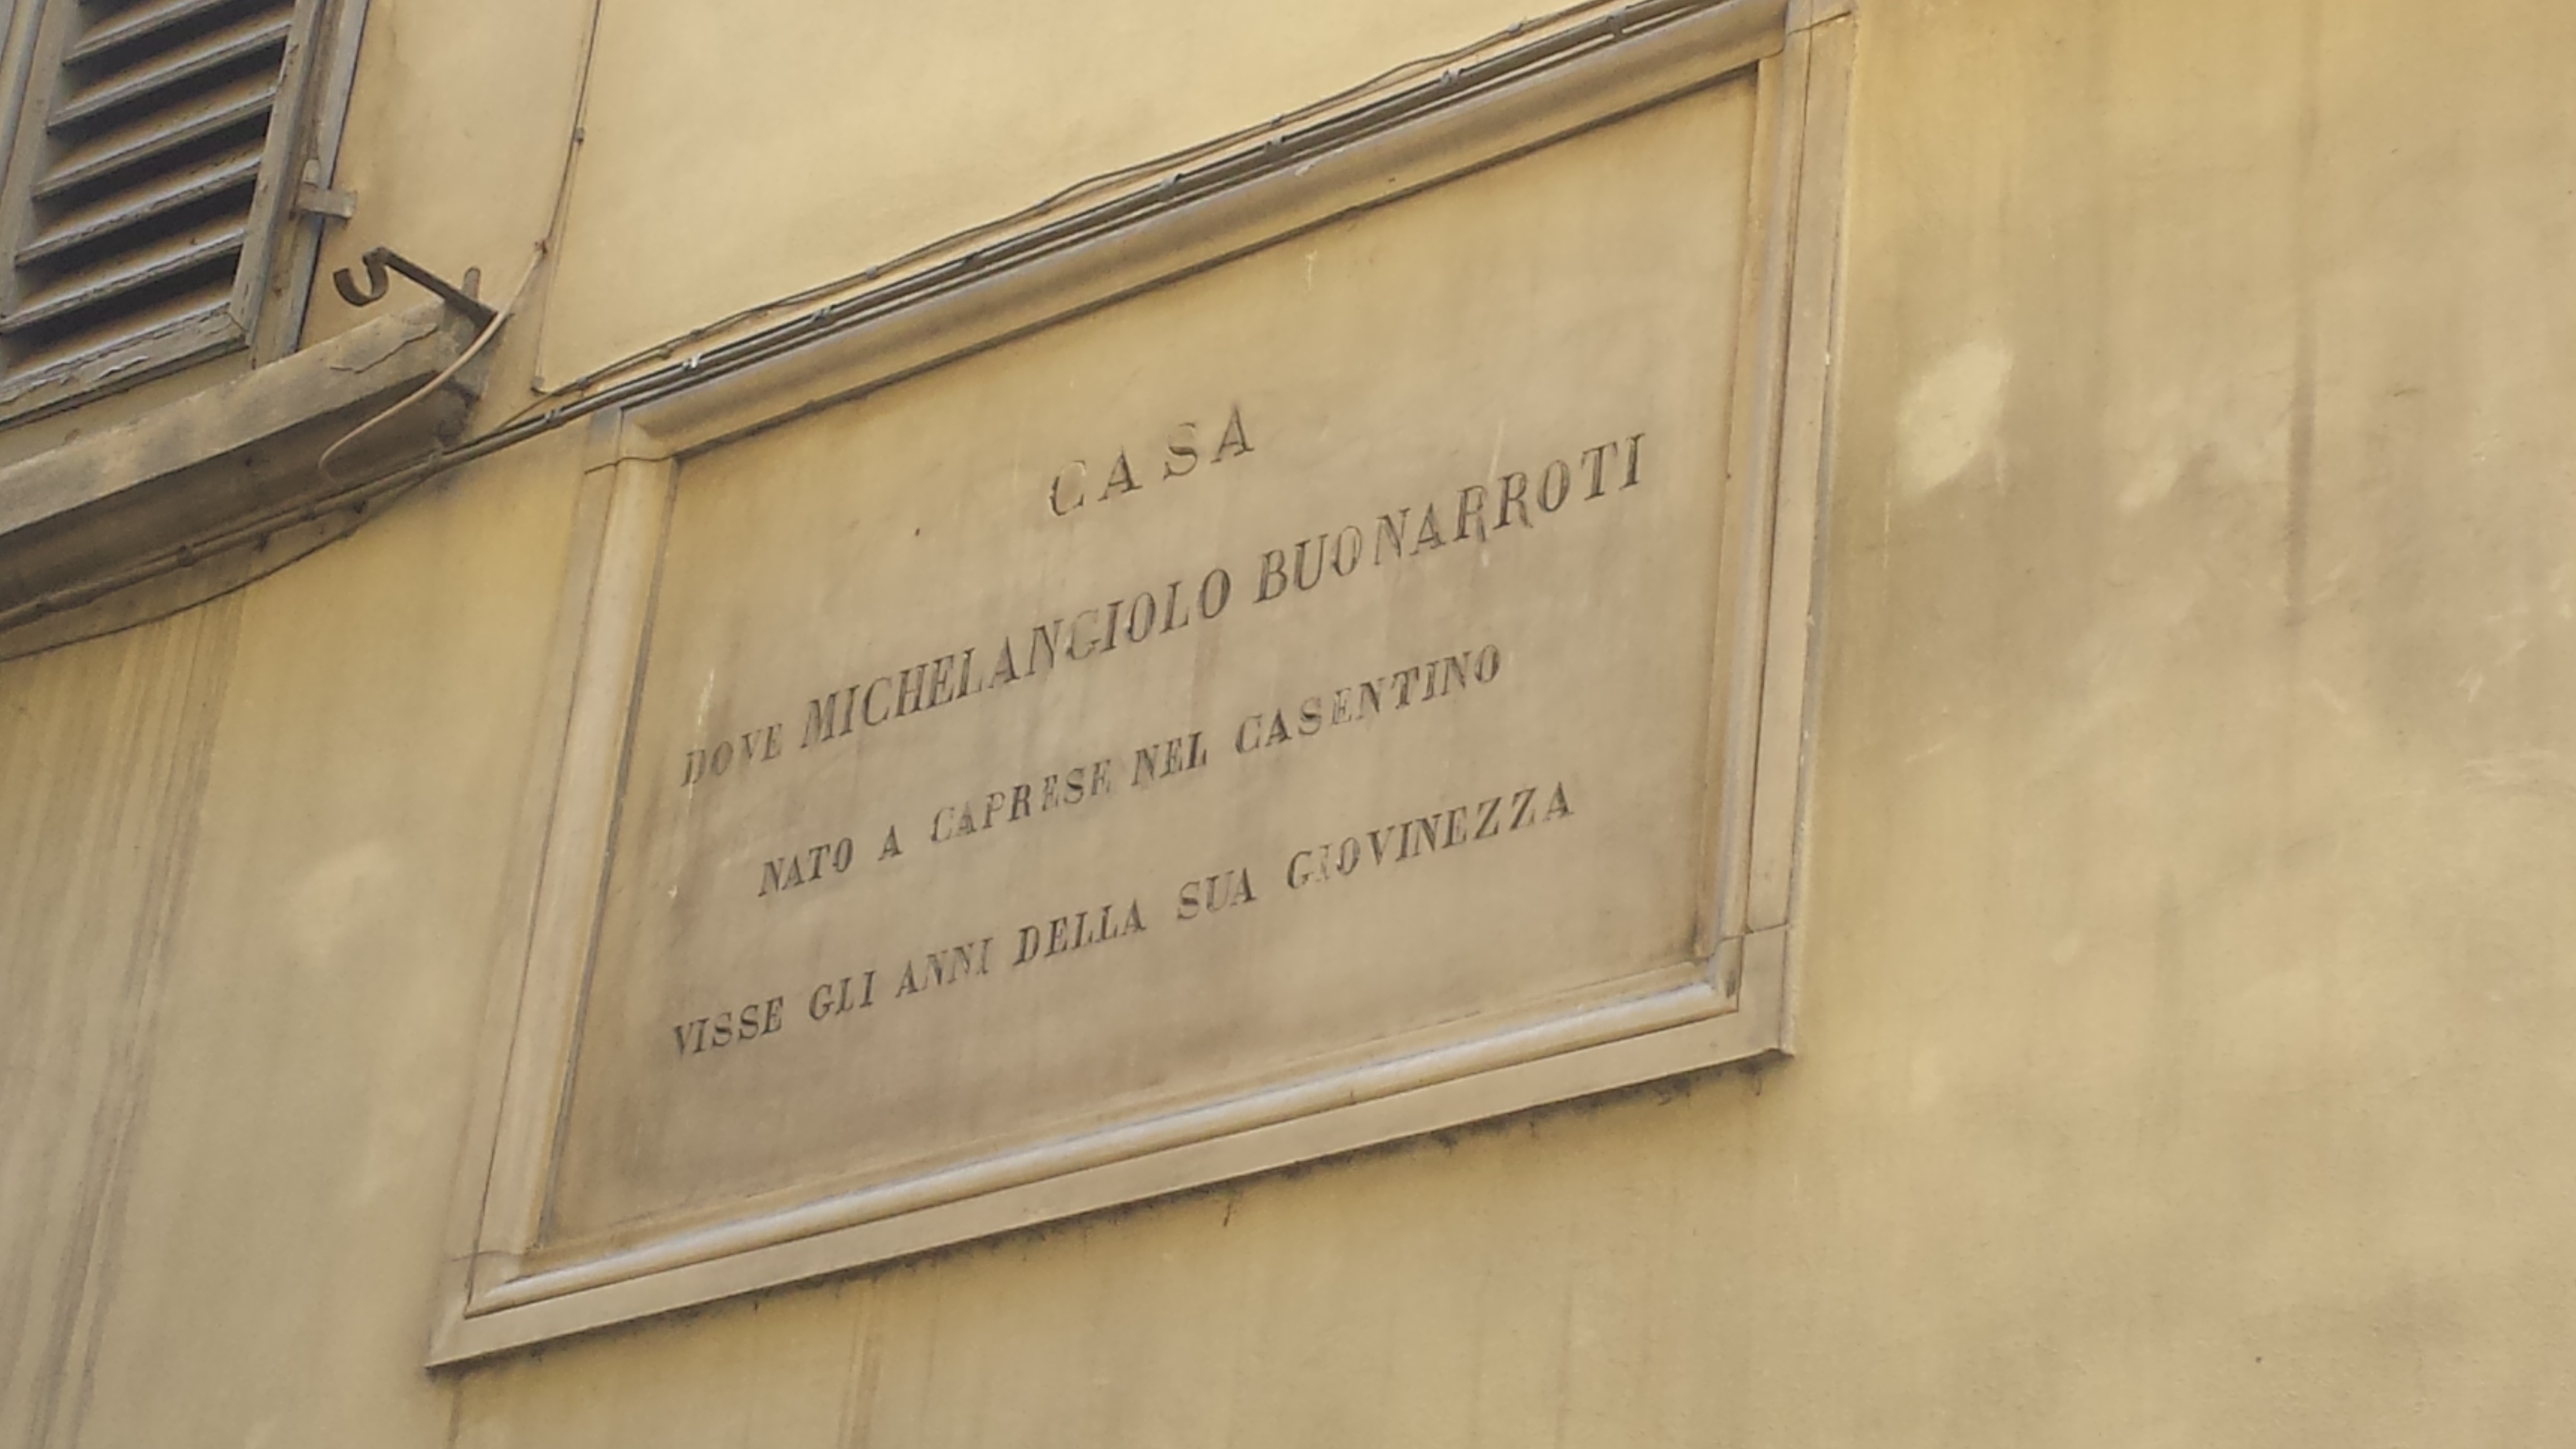 CASA
DOVE MICHELANGIOLO BUONARROTI
NATO A CAPRESE NEL CASENTINO
VISSE GLI ANNI DELLA SUA GIOVINEZZA